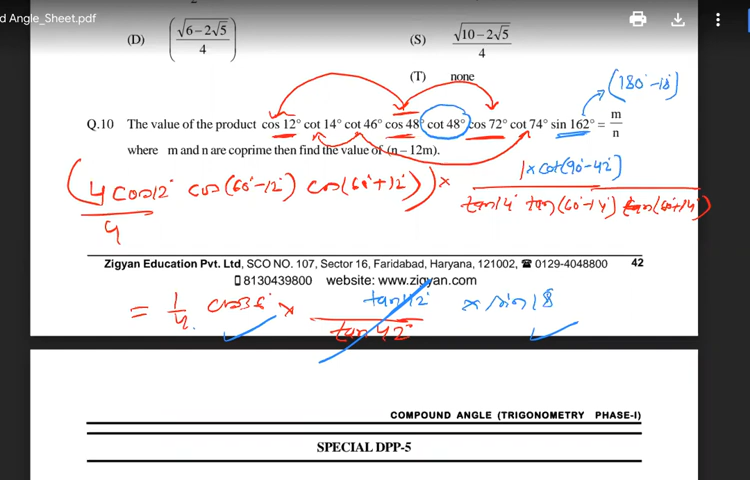 d Angle_Sheet.pdf
(D) (√(6−2√5)/4)
(S) √(10−2√5)/4
(T) none
(180°−18°)
Q.10 The value of the product cos 12° cot 14° cot 46° cos 48° cot 48° cos 72° cot 74° sin 162° = m/n
where m and n are coprime then find the value of (n – 12m).
(4 cos12° cos(60°−12°) cos(60°+12°))/4 × 1×cot(90°−42°)/(tan14° tan(60°−14°) tan(60°+14°))
Zigyan Education Pvt. Ltd, SCO NO. 107, Sector 16, Faridabad, Haryana, 121002, ☎ 0129-4048800 42
8130439800 website: www.zigyan.com
= 1/4 cos36° × tan42°/tan42° × sin18
COMPOUND ANGLE (TRIGONOMETRY PHASE-I)
SPECIAL DPP-5